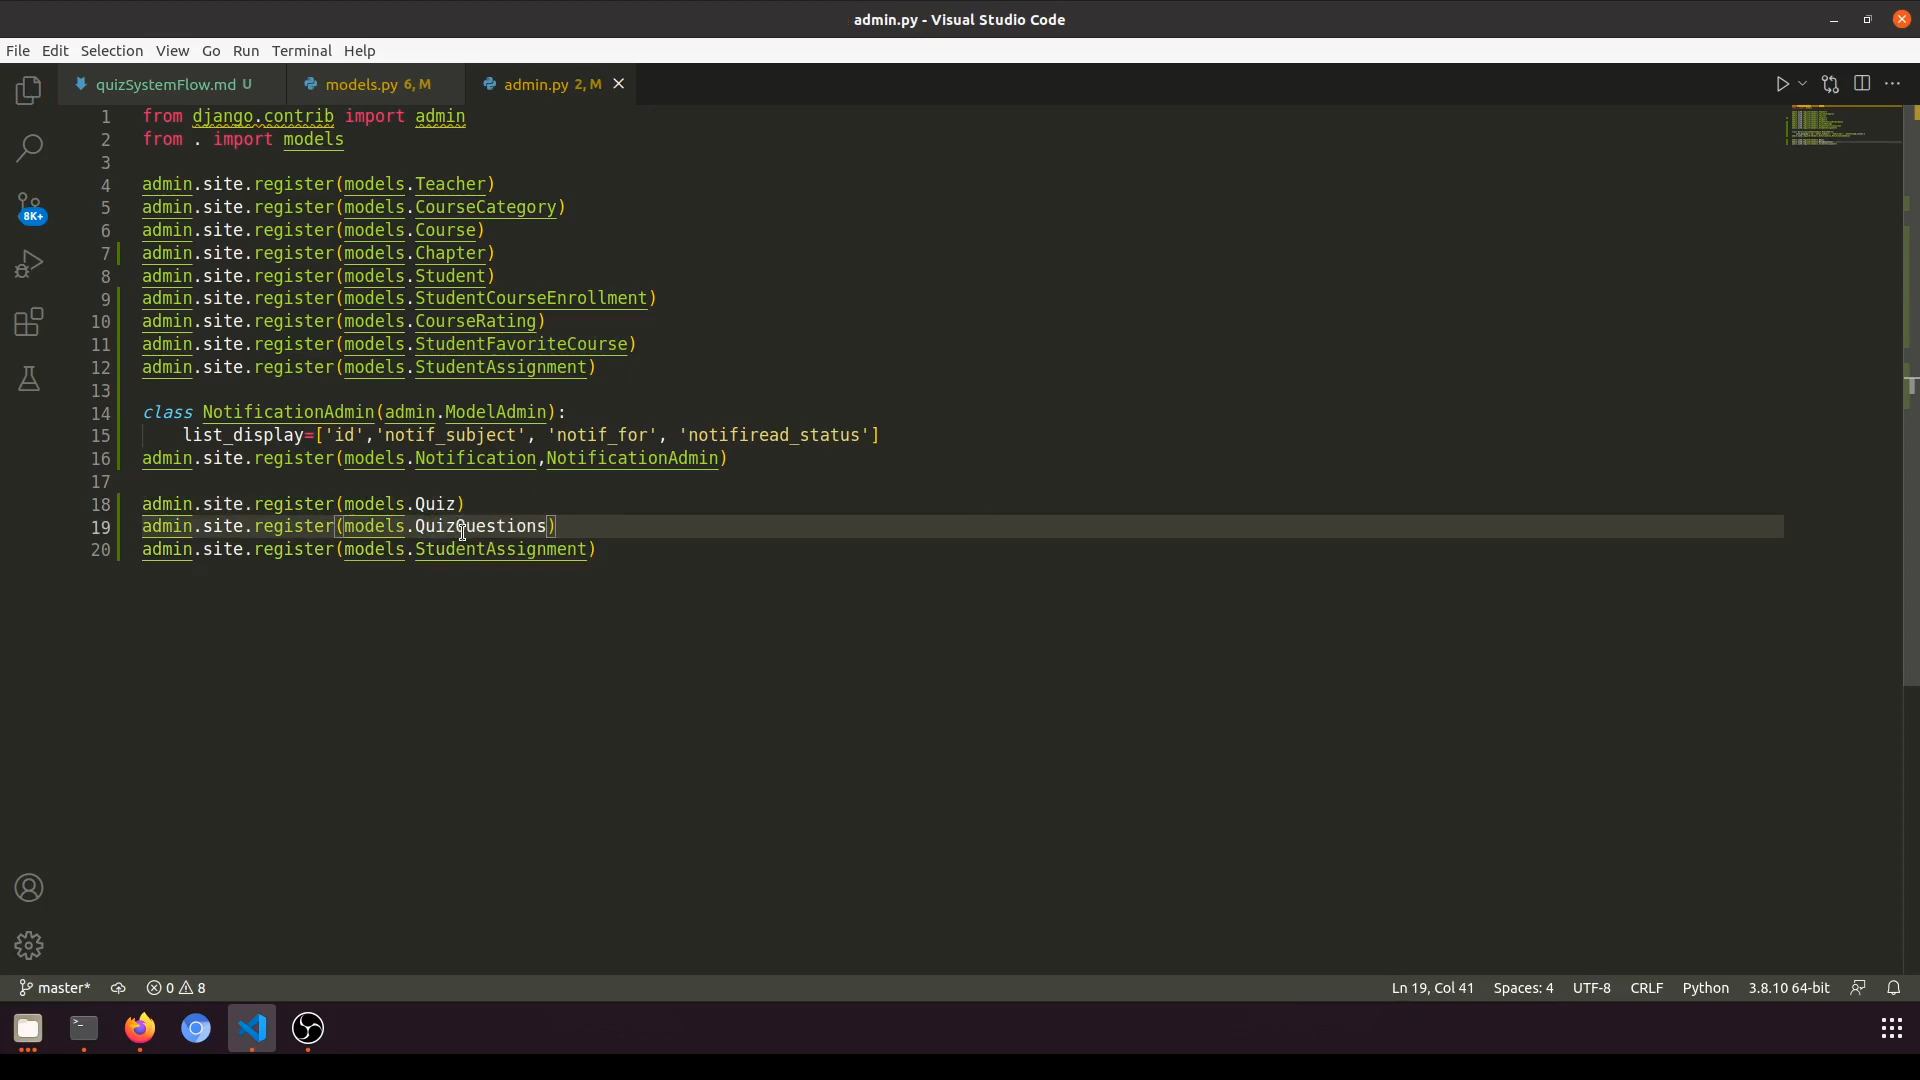 admin.py - Visual Studio Code
File Edit Selection View Go Run Terminal Help
quizSystemFlow.md U models.py 6, M admin.py 2, M
1 from django.contrib import admin
2 from . import models
3
4 admin.site.register(models.Teacher)
5 admin.site.register(models.CourseCategory)
6 admin.site.register(models.Course)
7 admin.site.register(models.Chapter)
8 admin.site.register(models.Student)
9 admin.site.register(models.StudentCourseEnrollment)
10 admin.site.register(models.CourseRating)
11 admin.site.register(models.StudentFavoriteCourse)
12 admin.site.register(models.StudentAssignment)
13
14 class NotificationAdmin(admin.ModelAdmin):
15 list_display=['id','notif_subject', 'notif_for', 'notifiread_status']
16 admin.site.register(models.Notification,NotificationAdmin)
17
18 admin.site.register(models.Quiz)
19 admin.site.register(models.QuizQuestions)
20 admin.site.register(models.StudentAssignment)
8K+
master* 0 8 Ln 19, Col 41 Spaces: 4 UTF-8 CRLF Python 3.8.10 64-bit